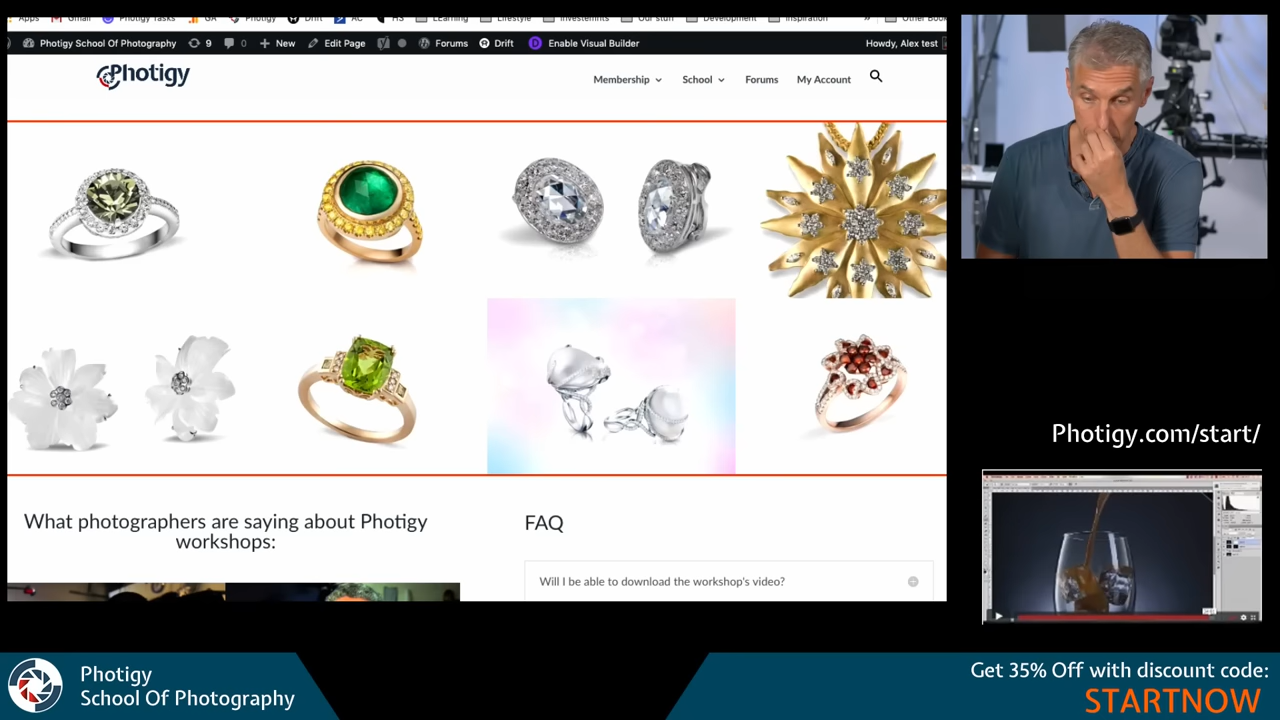 Apps Gmail Photigy Tasks GA Photigy Drift AC HS LEarning Lifestyle Investemnts Our stuff Development Inspiration »
Photigy School Of Photography 9 0 New Edit Page Forums Drift Enable Visual Builder Howdy, Alex test
Photigy Membership School Forums My Account
What photographers are saying about Photigy
workshops:
FAQ
Will I be able to download the workshop's video?
Photigy.com/start/
Photigy
School Of Photography
Get 35% Off with discount code:
STARTNOW